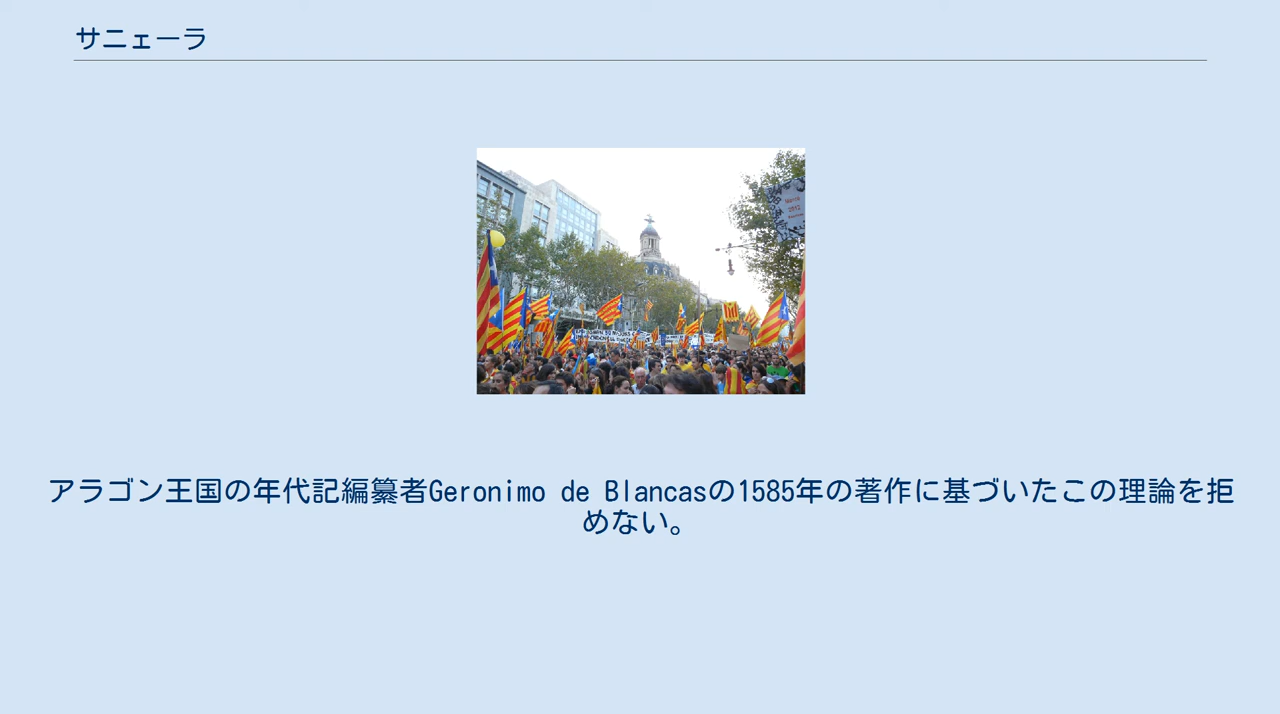 サニェーラ
アラゴン王国の年代記編纂者Geronimo de Blancasの1585年の著作に基づいたこの理論を拒
めない。